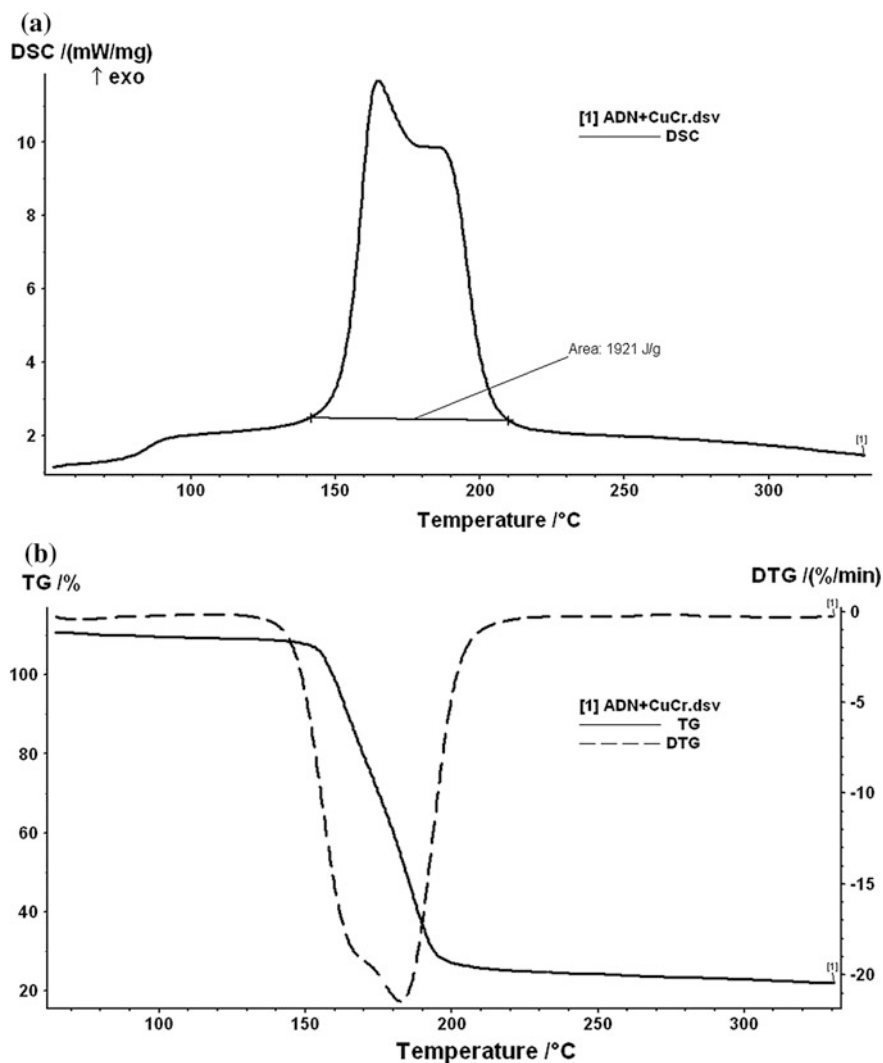 (a)
DSC /(mW/mg)
↑ exo
[1] ADN+CuCr.dsv
DSC
10
8
6
4
2
Area: 1921 J/g
[1]
100 150 200 250 300
Temperature /°C
(b)
TG /%
DTG /(%/min)
[1]
0
100
-5
[1] ADN+CuCr.dsv
TG
DTG
80
-10
60
-15
40
-20
20
[1]
100 150 200 250 300
Temperature /°C